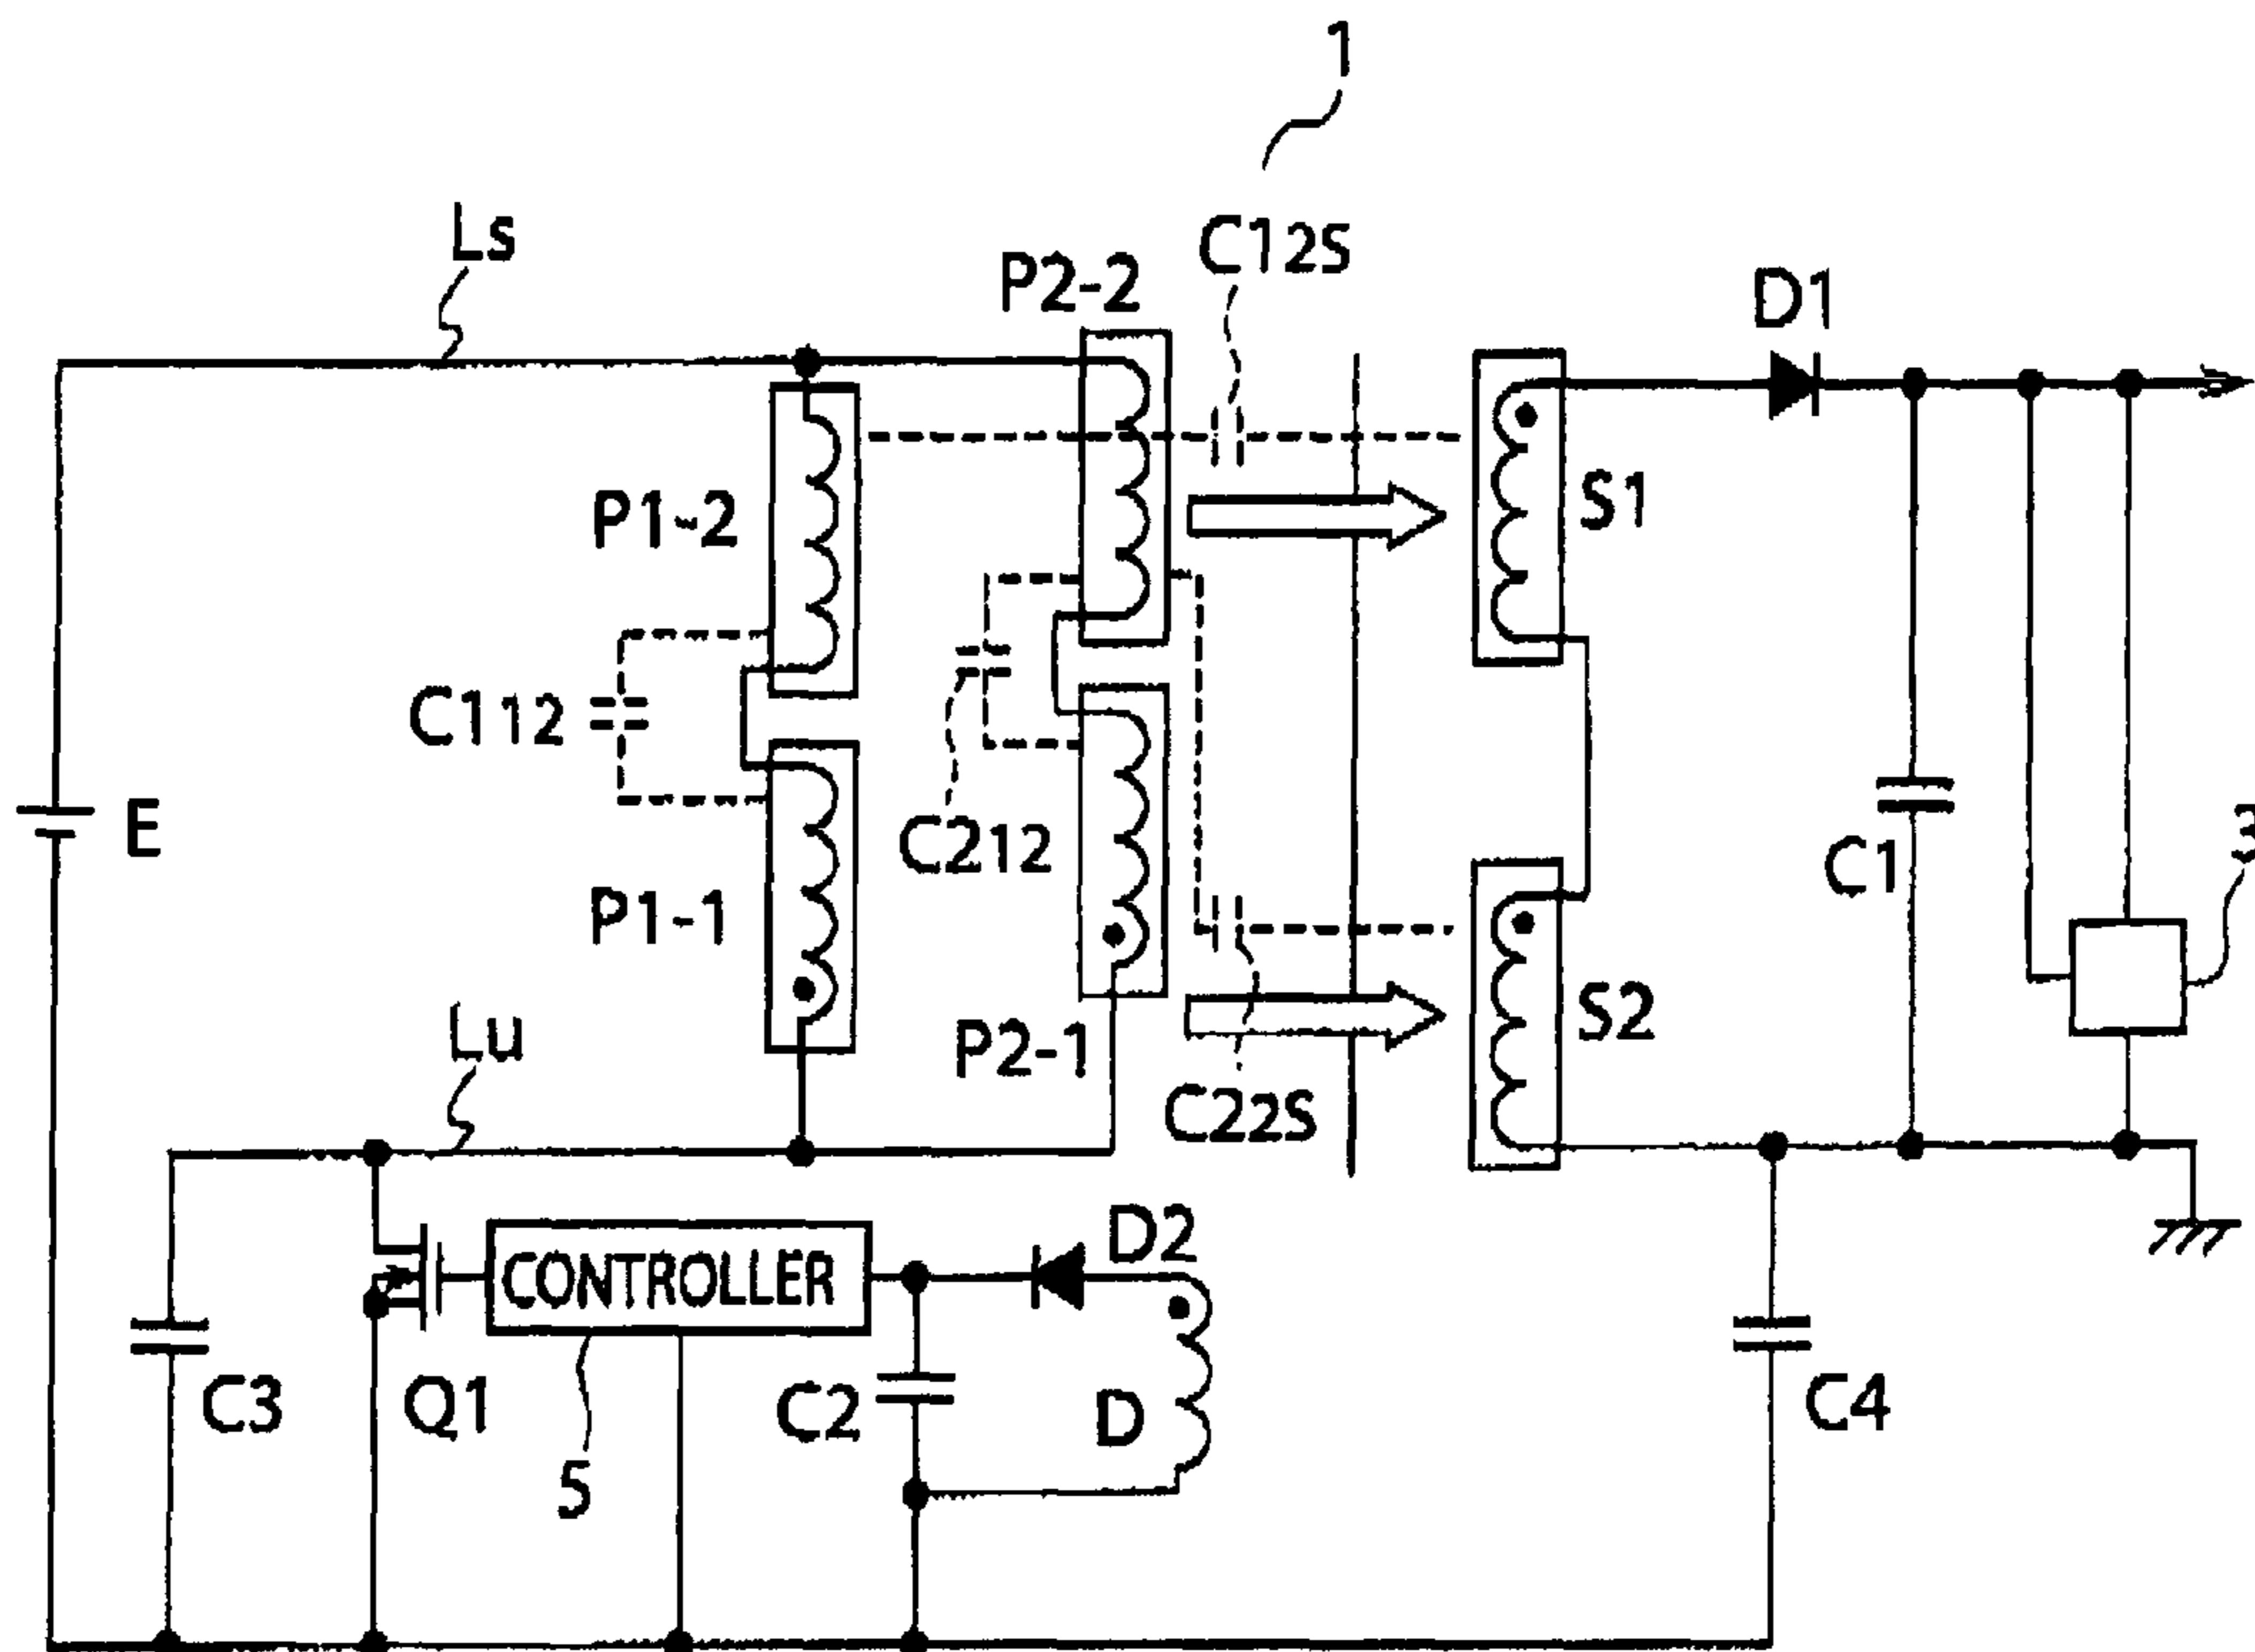 1
Ls
C12S
P2-2
D1
P1-2
S1
C112
E
C212
C1
3
P1-1
S2
Lu
P2-1
C22S
D2
CONTROLLER
C3
Q1
C2
D
C4
5